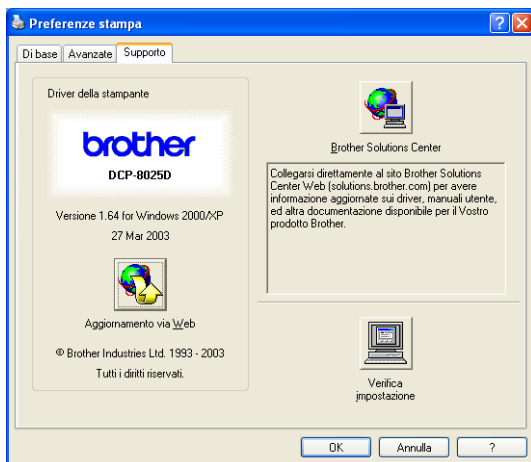 Preferenze stampa
Di base Avanzate Supporto
Driver della stampante
brother
DCP-8025D
Versione 1.64 for Windows 2000/XP
27 Mar 2003
Aggiornamento via Web
© Brother Industries Ltd. 1993 - 2003
Tutti i diritti riservati.
Brother Solutions Center
Collegarsi direttamente al sito Brother Solutions
Center Web (solutions.brother.com) per avere
informazione aggiornate sui driver, manuali utente,
ed altra documentazione disponibile per il Vostro
prodotto Brother.
Verifica
impostazione
OK Annulla ?